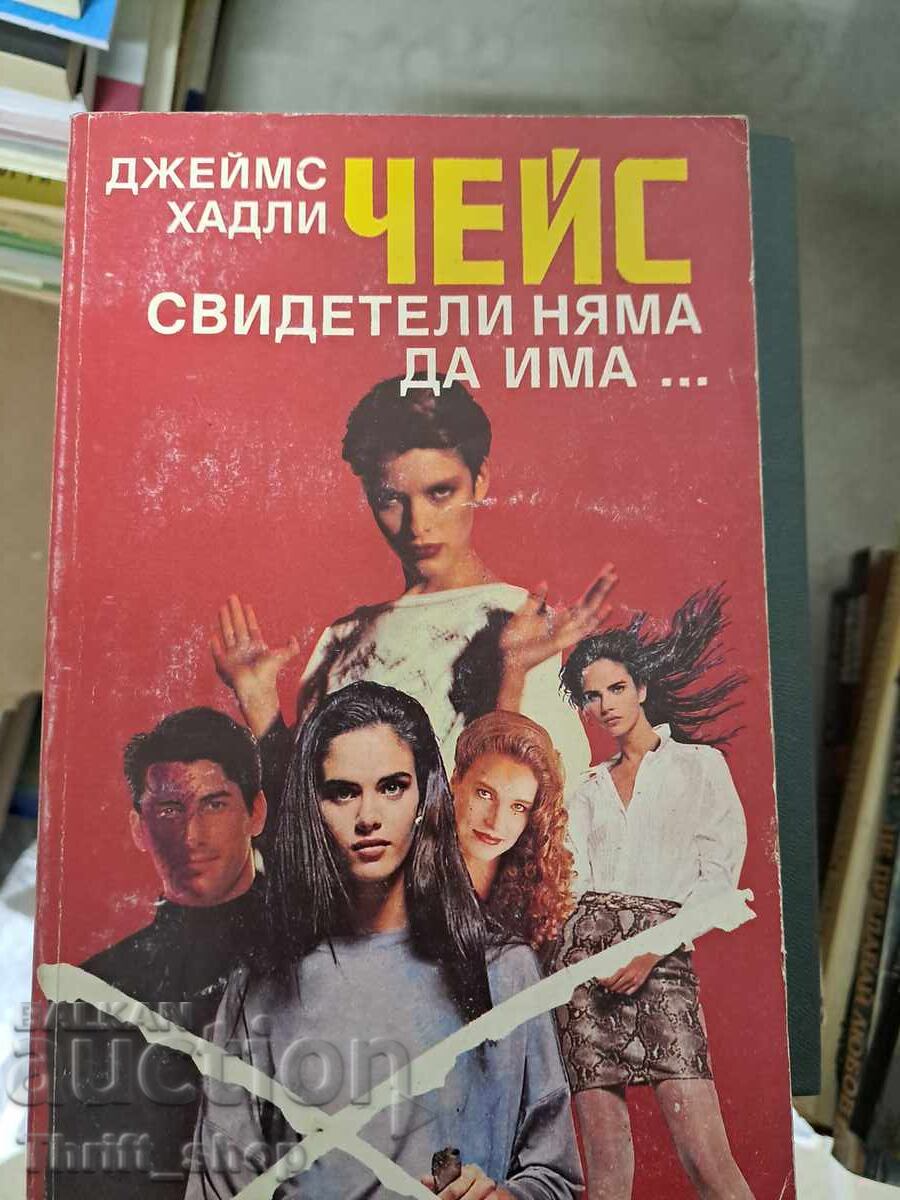 ДЖЕЙМС
ХАДЛИ
ЧЕЙС
СВИДЕТЕЛИ НЯМА
ДА ИМА ...
BALKAN
auction
Thrift_shop